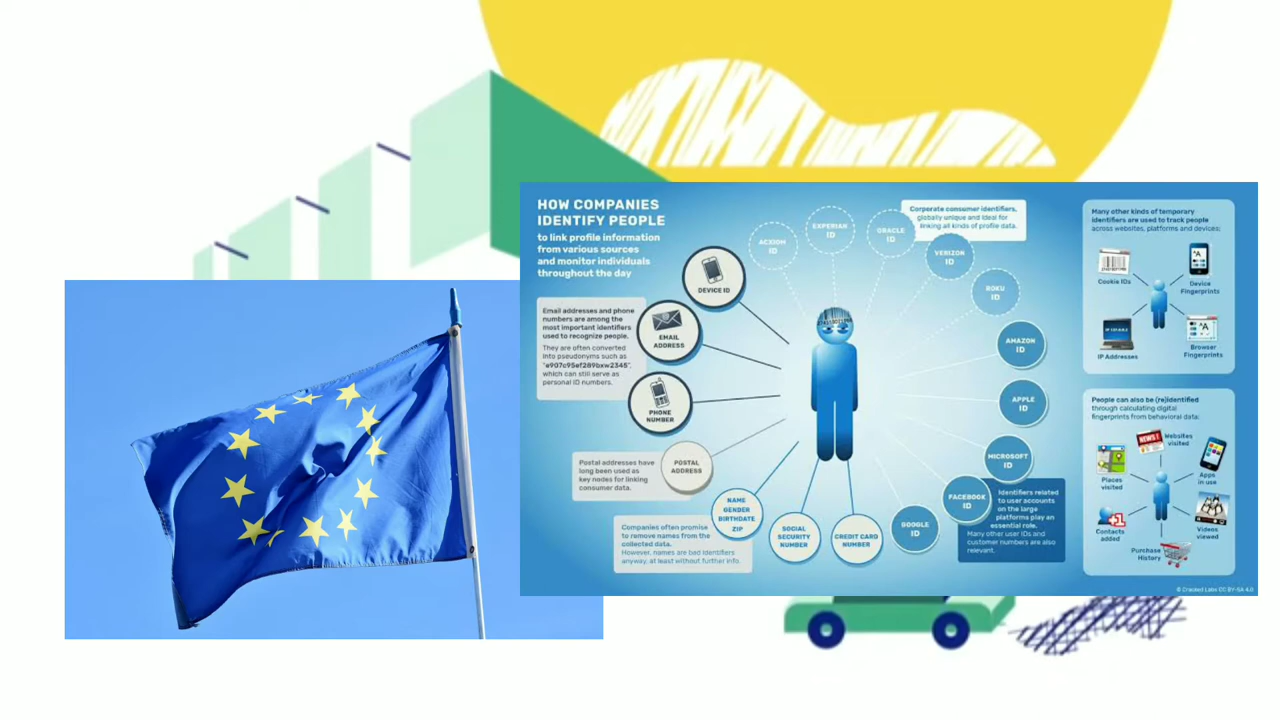 HOW COMPANIES
IDENTIFY PEOPLE
to link profile information
from various sources
and monitor individuals
throughout the day
Email addresses and phone
numbers are among the
most important identifiers
used to recognize people.
They are often converted
into pseudonyms such as
"e907c95ef289bxw2345",
which can still serve as
personal ID numbers.
DEVICE ID
EMAIL
ADDRESS
PHONE
NUMBER
Postal addresses have
long been used as
key nodes for linking
consumer data.
POSTAL
ADDRESS
Companies often promise
to remove names from the
collected data.
However, names are bad identifiers
anyway, at least without further info.
NAME
GENDER
BIRTHDATE
ZIP
SOCIAL
SECURITY
NUMBER
CREDIT CARD
NUMBER
GOOGLE
ID
FACEBOOK
ID
MICROSOFT
ID
APPLE
ID
AMAZON
ID
ROKU
ID
VERIZON
ID
ORACLE
ID
EXPERIAN
ID
ACXIOM
ID
Corporate consumer identifiers,
globally unique and ideal for
linking all kinds of profile data.
Identifiers related
to user accounts
on the large
platforms play an
essential role.
Many other user IDs and
customer numbers are also
relevant.
Many other kinds of temporary
identifiers are used to track people
across websites, platforms and devices:
Cookie IDs
Device
Fingerprints
IP Addresses
Browser
Fingerprints
People can also be (re)identified
through calculating digital
fingerprints from behavioral data:
NEWS!
Websites
visited
Places
visited
Apps
in use
+1
Contacts
added
Videos
viewed
Purchase
History
© Cracked Labs CC BY-SA 4.0